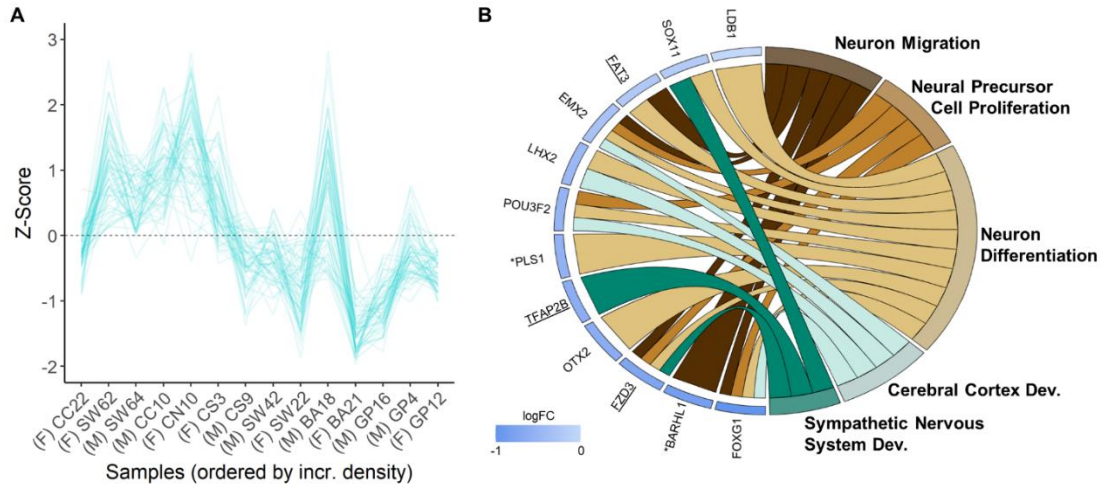 A
Z-Score
3
2
1
0
-1
-2
(F) CC22
(F) SW62
(M) SW64
(M) CC10
(F) CN10
(F) CS3
(M) CS9
(M) SW42
(F) SW22
(M) BA18
(F) BA21
(M) GP16
(M) GP4
(F) GP12
Samples (ordered by incr. density)
B
LDB1
SOX11
FAT3
EMX2
LHX2
POU3F2
*PLS1
TFAP2B
OTX2
FZD3
*BARHL1
FOXG1
Neuron Migration
Neural Precursor
Cell Proliferation
Neuron
Differentiation
Cerebral Cortex Dev.
Sympathetic Nervous
System Dev.
logFC
-1
0